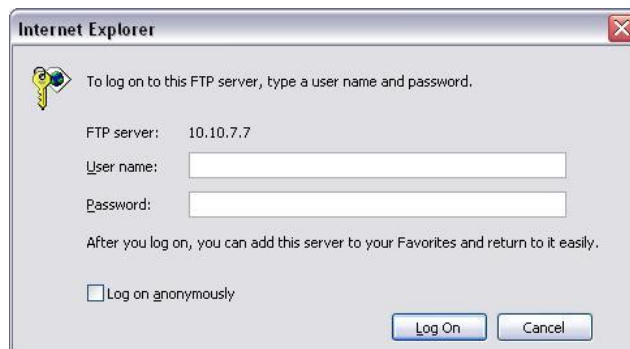 Internet Explorer
To log on to this FTP server, type a user name and password.
FTP server: 10.10.7.7
User name:
Password:
After you log on, you can add this server to your Favorites and return to it easily.
Log on anonymously
Log On Cancel